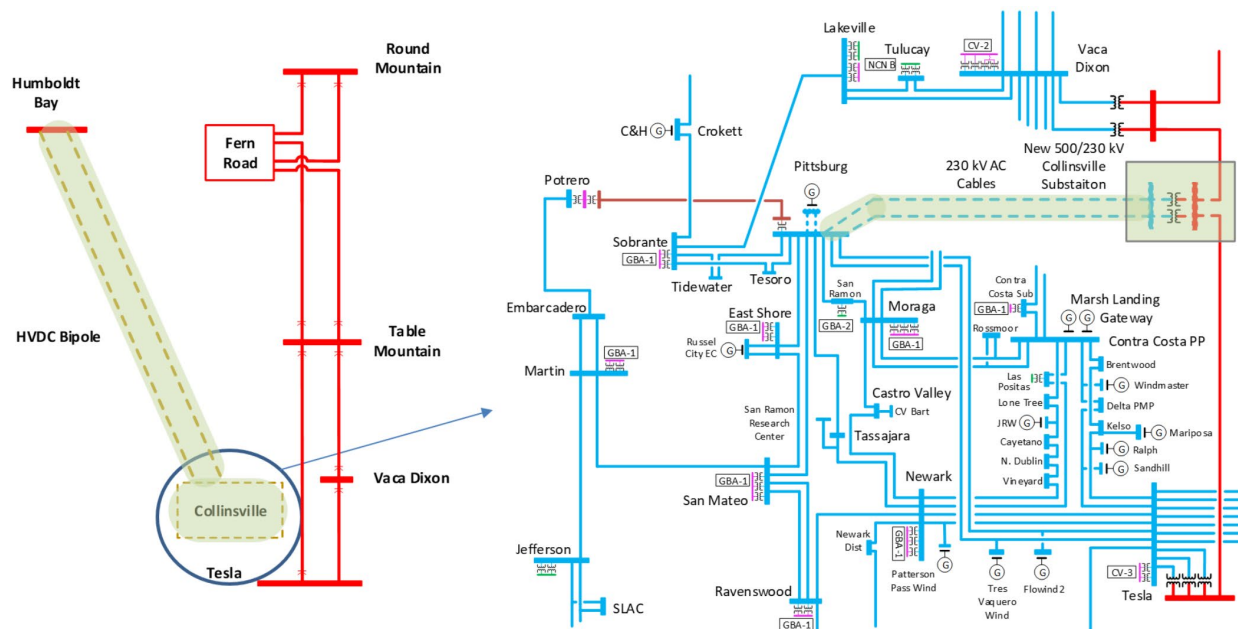 Round
Mountain
Humboldt
Bay
Fern
Road
HVDC Bipole
Table
Mountain
Vaca Dixon
Collinsville
Tesla
Lakeville
Tulucay
NCN B
CV-2
Vaca
Dixon
C&H
G
Crokett
Pittsburg
G
230 kV AC
Cables
New 500/230 kV
Collinsville
Substaiton
Potrero
Sobrante
GBA-1
Tidewater
Tesoro
San
Ramon
GBA-2
Moraga
GBA-1
Contra
Costa Sub
GBA-1
Rossmoor
Marsh Landing
Gateway
G
G
Contra Costa PP
Embarcadero
East Shore
GBA-1
Russel
City EC
G
GBA-1
Martin
Las
Positas
Brentwood
G
Windmaster
Lone Tree
Delta PMP
JRW
G
Kelso
G
Mariposa
Cayetano
G
Ralph
N. Dublin
G
Sandhill
Vineyard
Castro Valley
CV Bart
San Ramon
Research
Center
Tassajara
GBA-1
San Mateo
Newark
GBA-1
Newark
Dist
G
Patterson
Pass Wind
G
Tres
Vaquero
Wind
G
Flowind 2
CV-3
Tesla
Jefferson
SLAC
Ravenswood
GBA-1